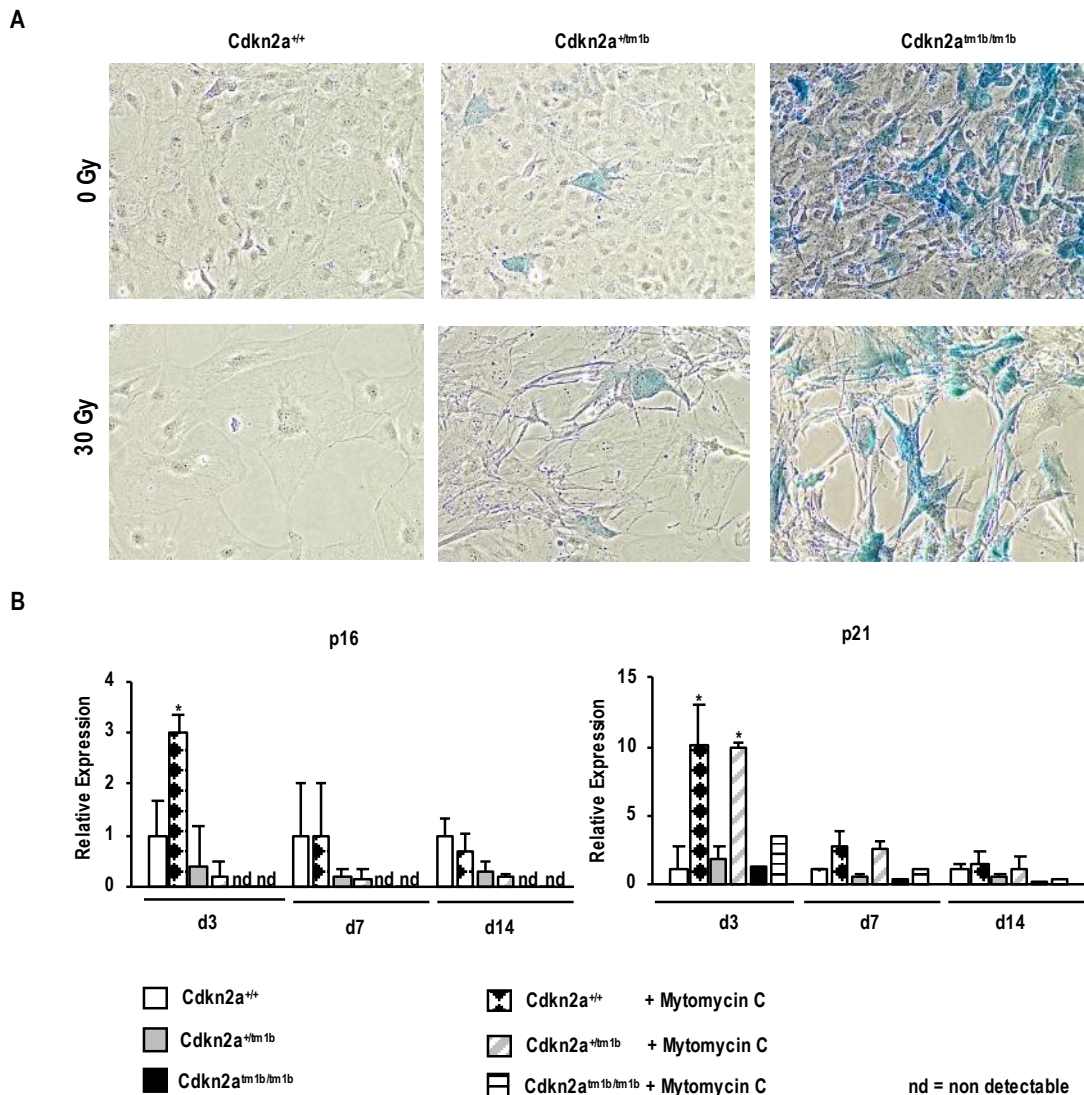 A
Cdkn2a+/+ Cdkn2a+/tm1b Cdkn2atm1b/tm1b
0 Gy
30 Gy
B
p16 p21
Relative Expression
4
3
2
1
0
*
nd nd nd nd nd nd
d3 d7 d14
Relative Expression
15
10
5
0
* *
d3 d7 d14
Cdkn2a+/+ Cdkn2a+/+ + Mytomycin C
Cdkn2a+/tm1b Cdkn2a+/tm1b + Mytomycin C
Cdkn2atm1b/tm1b Cdkn2atm1b/tm1b + Mytomycin C nd = non detectable